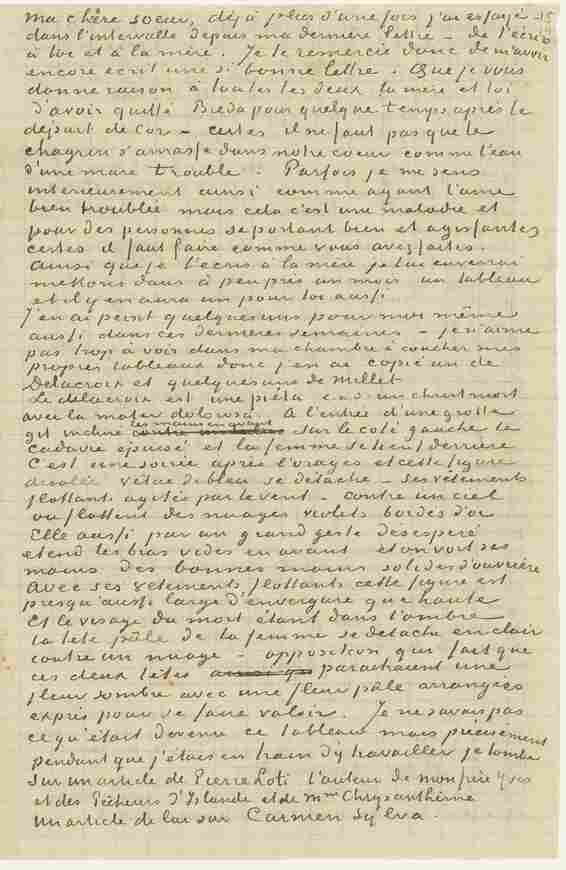 ma chère soeur, déjà plus d'une fois j'ai essayé
dans l'intervalle depuis ma dernière lettre – de t'écrire
à toi et à la mère. Je te remercie donc de m'avoir
encore écrit une si bonne lettre. Que je vous
donne raison à toutes les deux la mère et toi
d'avoir quitté Breda pour quelque temps après le
départ de Cor – certes il ne faut pas que le
chagrin s'amasse dans notre coeur comme l'eau
d'une mare trouble. Parfois je me sens
intérieurement ainsi comme ayant l'ame
bien troublée mais cela c'est une maladie et
pour des personnes se portant bien et agissantes
certes il faut faire comme vous avez faites.
Ainsi que je l'écris à la mère je lui enverrai
mettons dans à peu près un mois un tableau
et il y en aura un pour toi aussi.
J'en ai peint quelques uns pour moi même
aussi dans ces dernières semaines – je n'aime
pas trop à voir dans ma chambre à coucher mes
propres tableaux donc j'en ai copié un de
Delacroix et quelques uns de Millet
Le delacroix est une piéta c.a.d. un christ mort
avec la mater dolorosa. A l'entrée d'une grotte
les mains en avant
git incliné sur le coté gauche le
cadavre épuisé et la femme se tient derrière
C'est une soirée après l'orage et cette figure
désolée vêtue de bleu se détache – ses vêtements
flottants agités par le vent – contre un ciel
où flottent des nuages violets bordés d'or
Elle aussi par un grand geste désespéré
étend les bras vides en avant et on voit ses
mains des bonnes mains solides d'ouvrière
Avec ses vêtements flottants cette figure est
presqu'aussi large d'envergure que haute
Et le visage du mort étant dans l'ombre
la tête pâle de la femme se détache en clair
contre un nuage – opposition qui fait que
ces deux têtes paraissent une
fleur sombre avec une fleur pâle arrangées
exprès pour se faire valoir. Je ne savais pas
ce qu'était devenu ce tableau mais précisément
pendant que j'étais en train d'y travailler je tombe
sur un article de Pierre Loti l'auteur de mon frère Yves
et des Pêcheurs d'Islande et de Mme Chrysanthème
un article de lui sur Carmen Sylva.